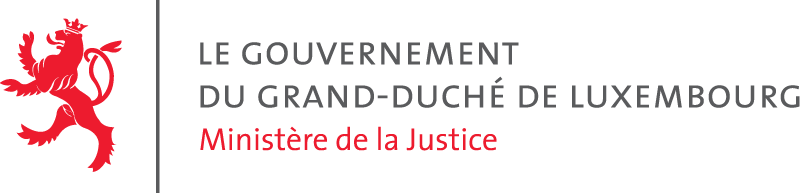 LE GOUVERNEMENT
DU GRAND-DUCHÉ DE LUXEMBOURG
Ministère de la Justice